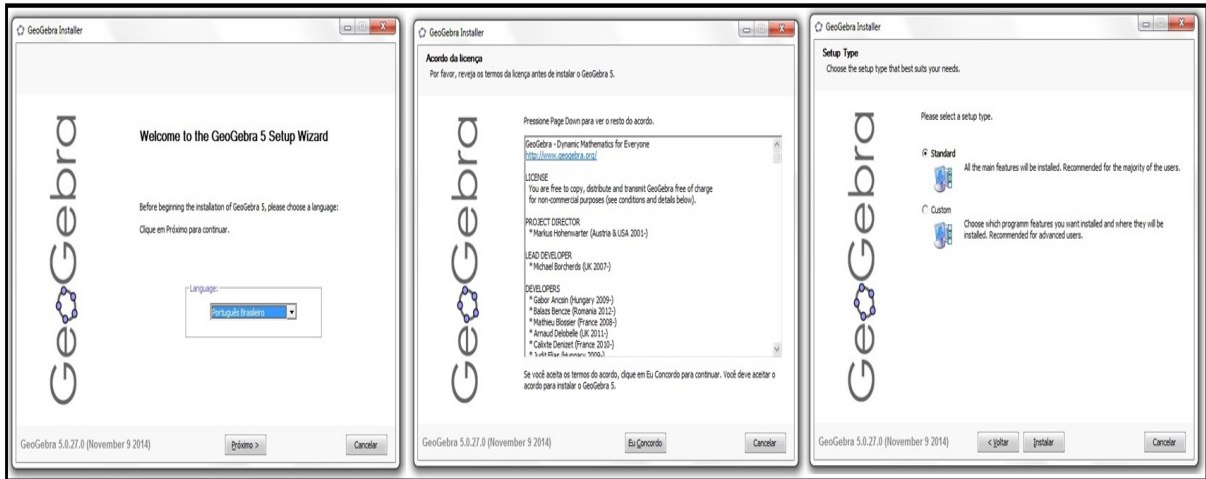 GeoGebra Installer
GeoGebra
Welcome to the GeoGebra 5 Setup Wizard
Before beginning the installation of GeoGebra 5, please choose a language:
Clique em Próximo para continuar.
Language:
Português Brasileiro
GeoGebra 5.0.27.0 (November 9 2014)
Próximo >
Cancelar
GeoGebra Installer
Acordo da licença
Por favor, reveja os termos da licença antes de instalar o GeoGebra 5.
GeoGebra
Pressione Page Down para ver o resto do acordo.
GeoGebra - Dynamic Mathematics for Everyone
http://www.geogebra.org/
LICENSE
You are free to copy, distribute and transmit GeoGebra free of charge
for non-commercial purposes (see conditions and details below).
PROJECT DIRECTOR
* Markus Hohenwarter (Austria & USA 2001-)
LEAD DEVELOPER
* Michael Borcherds (UK 2007-)
DEVELOPERS
* Gabor Ancsin (Hungary 2009-)
* Balazs Bencze (Romania 2012-)
* Mathieu Blossier (France 2008-)
* Arnaud Delobelle (UK 2011-)
* Calixte Denizet (France 2010-)
* Judit Elias (Hungary 2009-)
Se você aceita os termos do acordo, clique em Eu Concordo para continuar. Você deve aceitar o
acordo para instalar o GeoGebra 5.
GeoGebra 5.0.27.0 (November 9 2014)
Eu Concordo
Cancelar
GeoGebra Installer
Setup Type
Choose the setup type that best suits your needs.
GeoGebra
Please select a setup type.
Standard
All the main features will be installed. Recommended for the majority of the users.
Custom
Choose which programm features you want installed and where they will be
installed. Recommended for advanced users.
GeoGebra 5.0.27.0 (November 9 2014)
< Voltar
Instalar
Cancelar